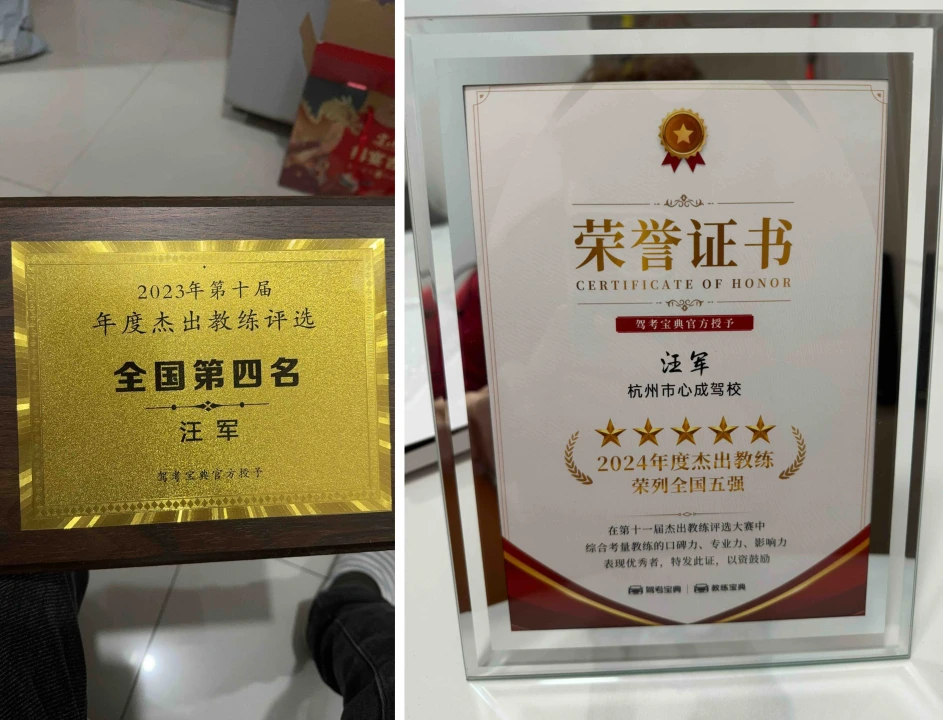 2023年第十届
年度杰出教练评选
全国第四名
汪军
驾考宝典官方授予
荣誉证书
CERTIFICATE OF HONOR
驾考宝典官方授予
汪军
杭州市心成驾校
2024年度杰出教练
荣列全国五强
在第十一届杰出教练评选大赛中
综合考量教练的口碑力、专业力、影响力
表现优秀者，特发此证，以资鼓励
驾考宝典 | 教练宝典